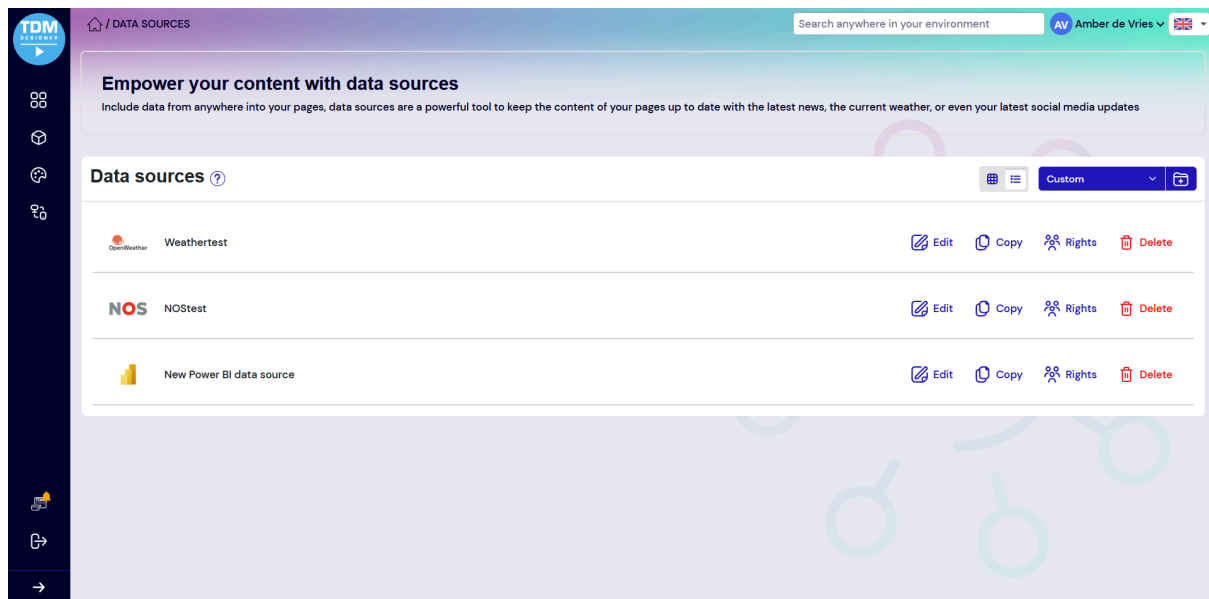 TDM
DESIGNER
/ DATA SOURCES
Search anywhere in your environment
AV Amber de Vries
Empower your content with data sources
Include data from anywhere into your pages, data sources are a powerful tool to keep the content of your pages up to date with the latest news, the current weather, or even your latest social media updates
Data sources ?
Custom
OpenWeather Weathertest Edit Copy Rights Delete
NOS NOStest Edit Copy Rights Delete
New Power BI data source Edit Copy Rights Delete